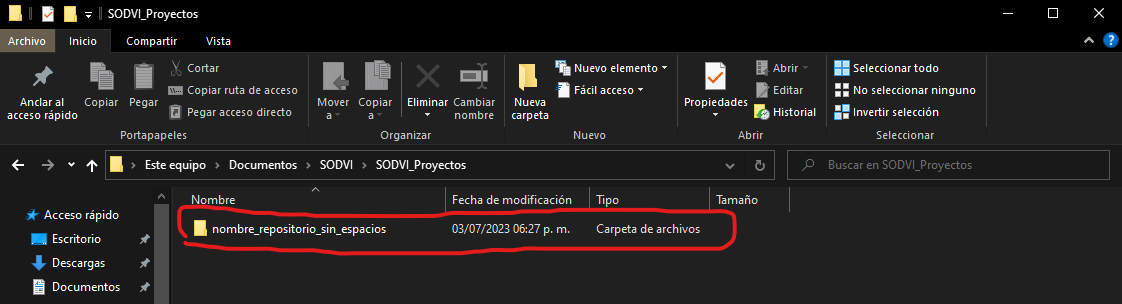 SODVI_Proyectos
Archivo Inicio Compartir Vista
Anclar al acceso rápido
Copiar
Pegar
Cortar
Copiar ruta de acceso
Pegar acceso directo
Portapapeles
Mover a
Copiar a
Eliminar
Cambiar nombre
Organizar
Nueva carpeta
Nuevo elemento
Fácil acceso
Nuevo
Propiedades
Abrir
Editar
Historial
Abrir
Seleccionar todo
No seleccionar ninguno
Invertir selección
Seleccionar
Este equipo > Documentos > SODVI > SODVI_Proyectos
Buscar en SODVI_Proyectos
Nombre Fecha de modificación Tipo Tamaño
Acceso rápido
Escritorio
Descargas
Documentos
nombre_repositorio_sin_espacios 03/07/2023 06:27 p. m. Carpeta de archivos